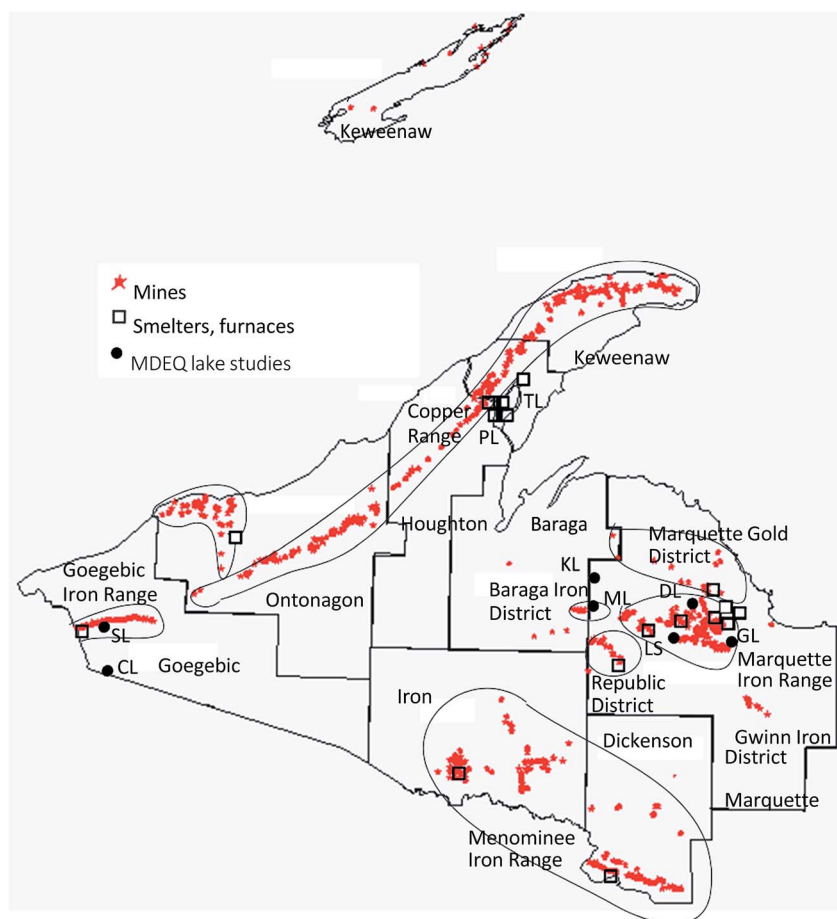 Keweenaw
Mines
Smelters, furnaces
MDEQ lake studies
Keweenaw
TL
Copper
Range
PL
Houghton
Baraga
Marquette Gold
District
Goegebic
Iron Range
KL
Baraga Iron
District
ML
DL
Ontonagon
SL
GL
LS
CL
Goegebic
Marquette
Iron Range
Republic
District
Iron
Gwinn Iron
District
Dickenson
Marquette
Menominee
Iron Range